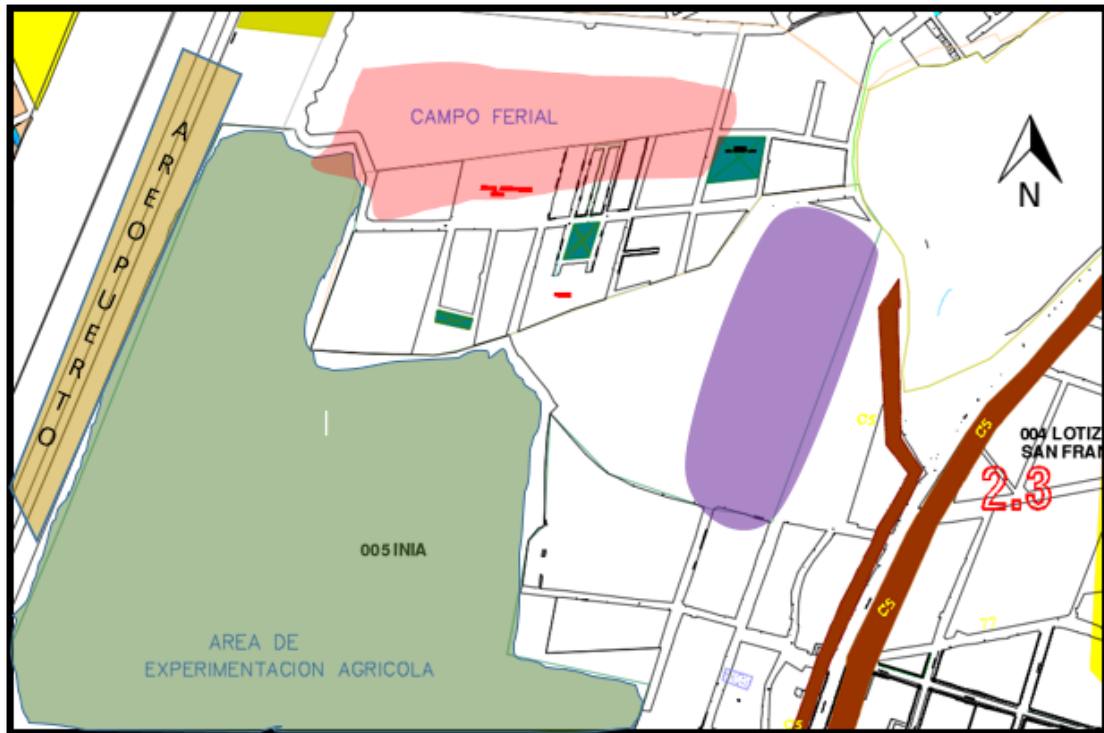 CAMPO FERIAL
AREOPUERTO
N
C5
C5
004 LOTIZ
SAN FRAN
2.3
005 INIA
C5
77
AREA DE
EXPERIMENTACION AGRICOLA
C5